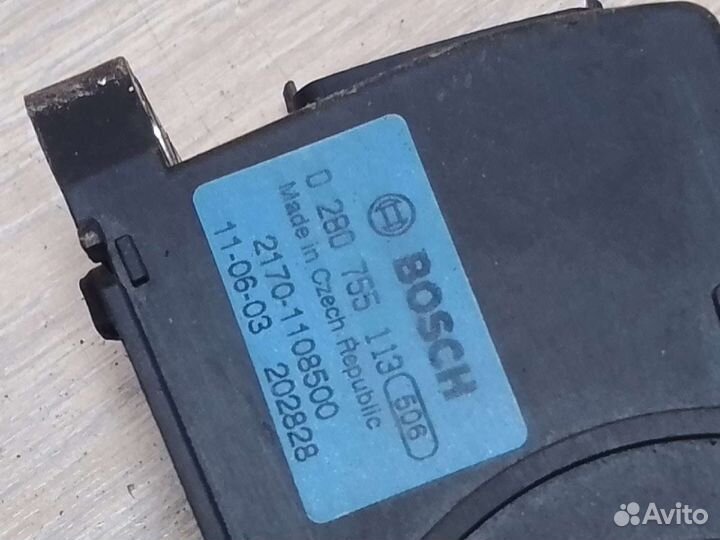 BOSCH
0 280 755 113 506
Made in Czech Republic
2170-1108500
11-06-03 202828
Avito